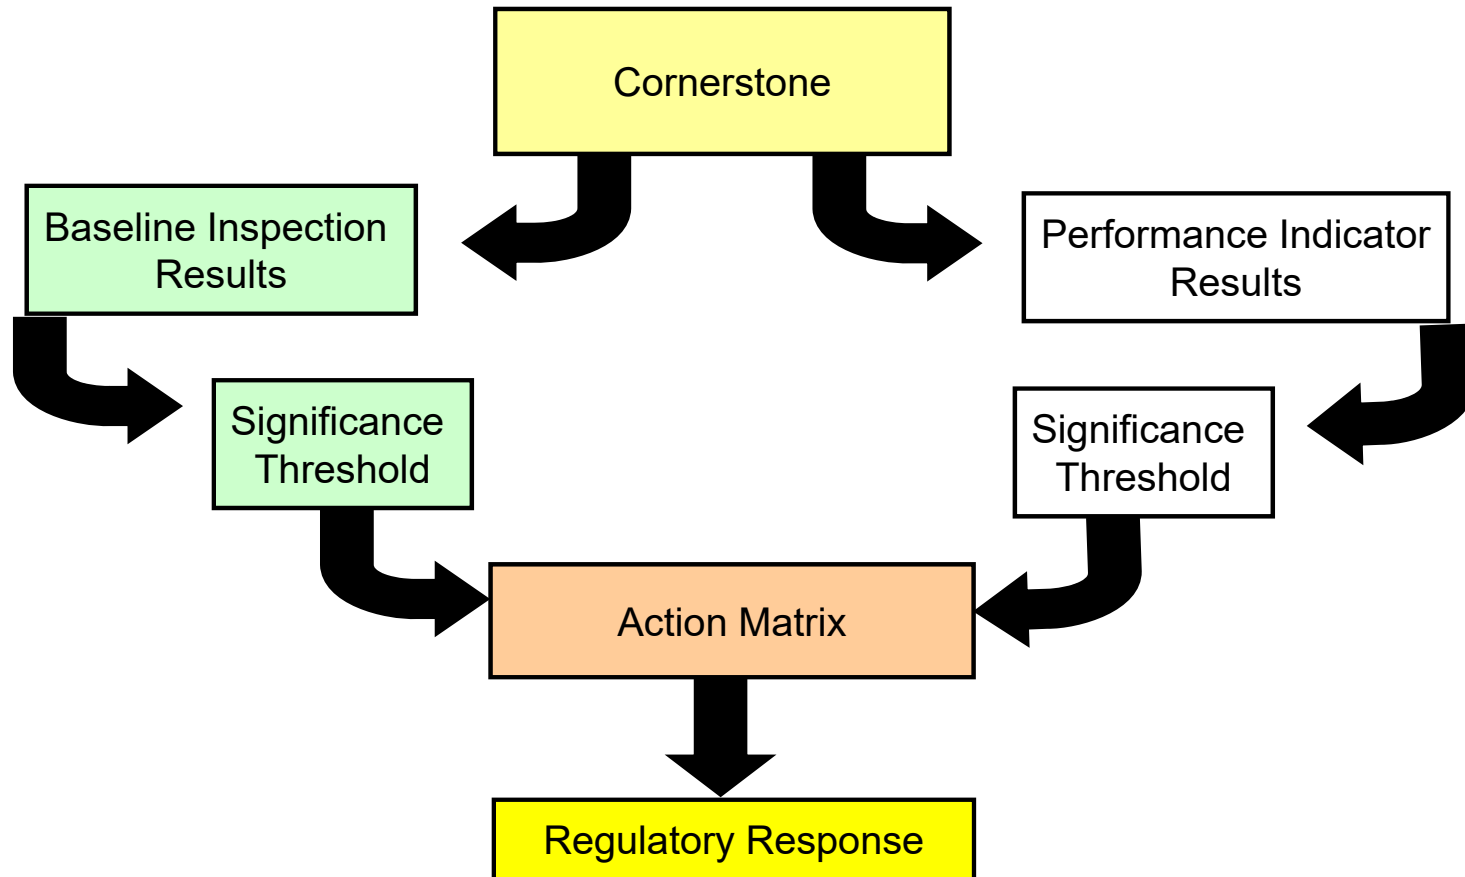 Cornerstone
Baseline Inspection
Results
Performance Indicator
Results
Significance
Threshold
Significance
Threshold
Action Matrix
Regulatory Response